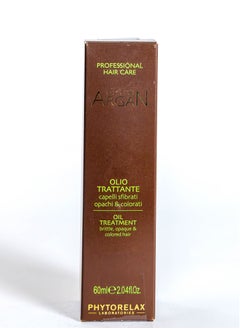 PROFESSIONAL
HAIR CARE
ARGAN
OLIO
TRATTANTE
capelli sfibrati
opachi & colorati
OIL
TREATMENT
brittle, opaque &
colored hair
60ml℮2.04fl.oz.
PHYTORELAX
LABORATORIES